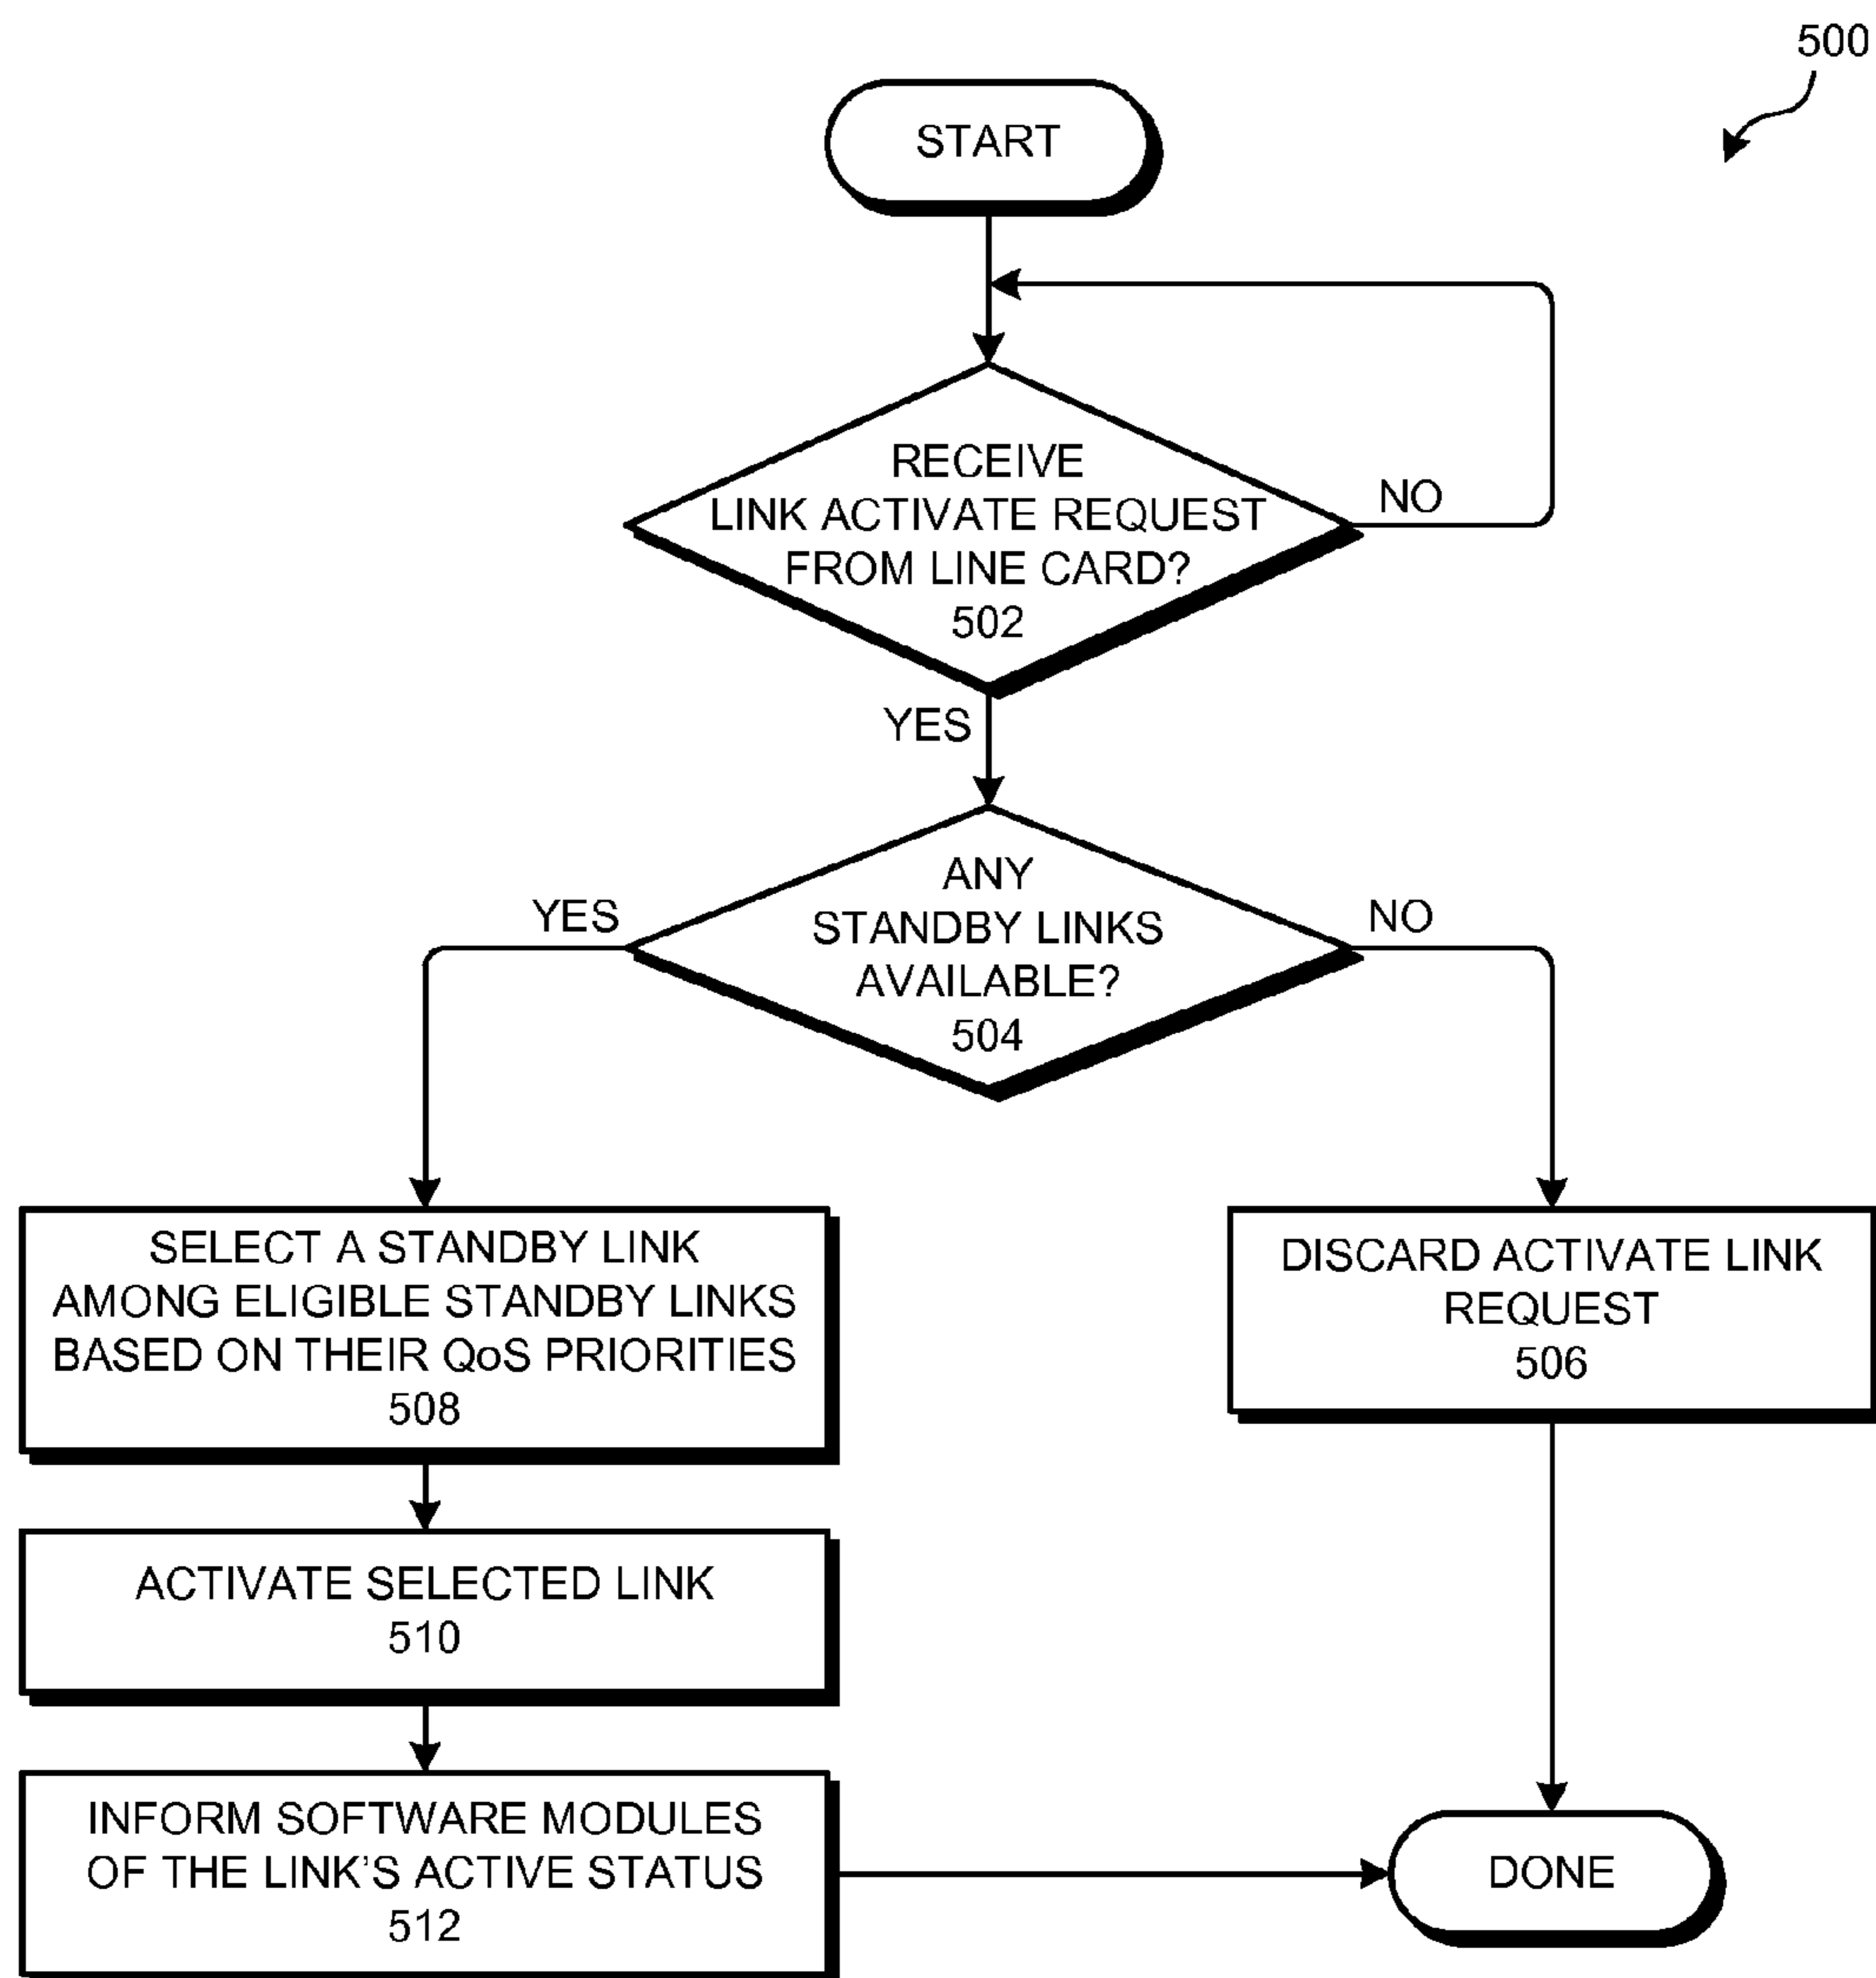 500
START
RECEIVE
LINK ACTIVATE REQUEST
FROM LINE CARD?
502
NO
YES
ANY
STANDBY LINKS
AVAILABLE?
504
YES
NO
SELECT A STANDBY LINK
AMONG ELIGIBLE STANDBY LINKS
BASED ON THEIR QoS PRIORITIES
508
DISCARD ACTIVATE LINK
REQUEST
506
ACTIVATE SELECTED LINK
510
INFORM SOFTWARE MODULES
OF THE LINK'S ACTIVE STATUS
512
DONE